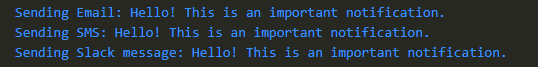 Sending Email: Hello! This is an important notification.
Sending SMS: Hello! This is an important notification.
Sending Slack message: Hello! This is an important notification.